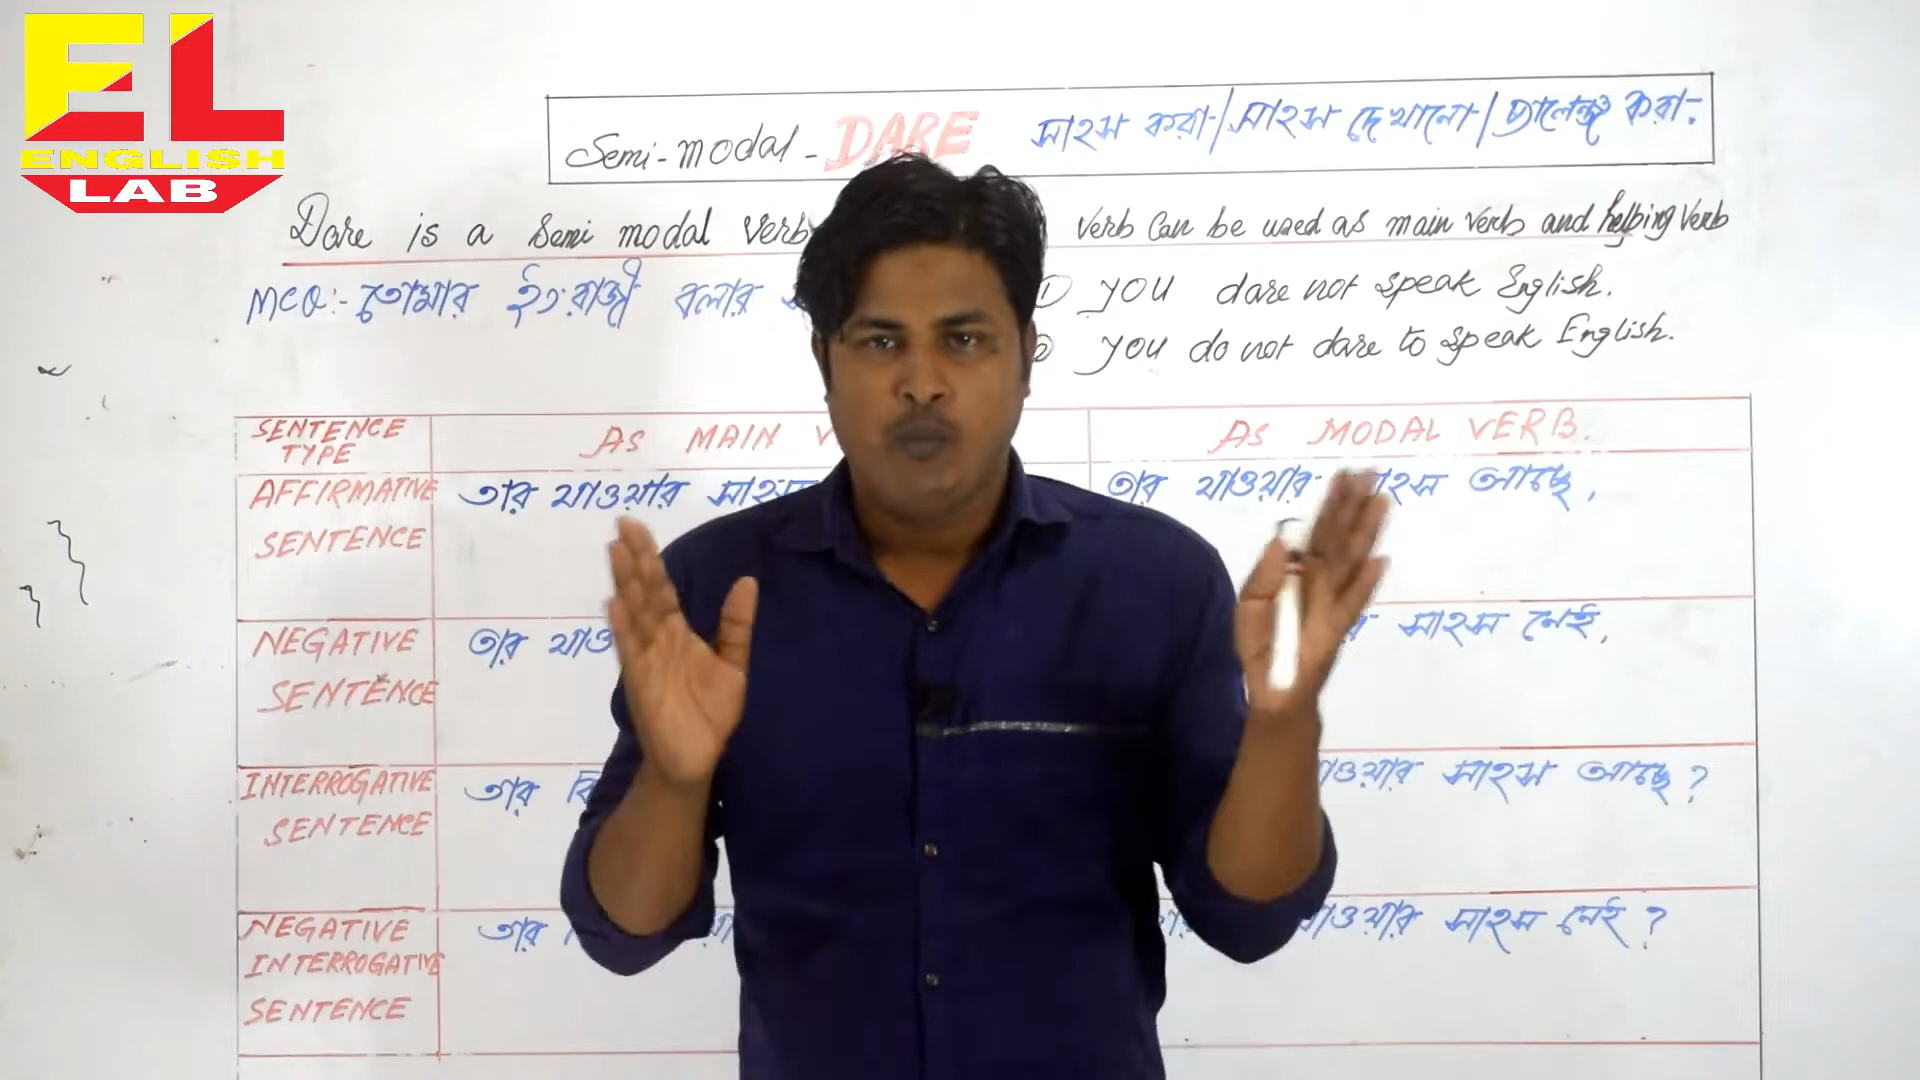 EL
ENGLISH
LAB
Semi-modal - DARE সাহস করা / সাহস দেখানো / চ্যালেঞ্জ করা:
Dare is a semi modal verb verb can be used as main verb and helping verb
MCQ:- তোমার ইংরাজী বলার
1) you dare not speak English.
2) you do not dare to speak English.
SENTENCE TYPE
AS MAIN V
AS MODAL VERB.
AFFIRMATIVE
SENTENCE
তার যাওয়ার
তার যাওয়ার সাহস আছে,
NEGATIVE
SENTENCE
তার
সাহস নেই,
INTERROGATIVE
SENTENCE
তার
যাওয়ার সাহস আছে?
NEGATIVE
INTERROGATIVE
SENTENCE
তার
যাওয়ার সাহস নেই?